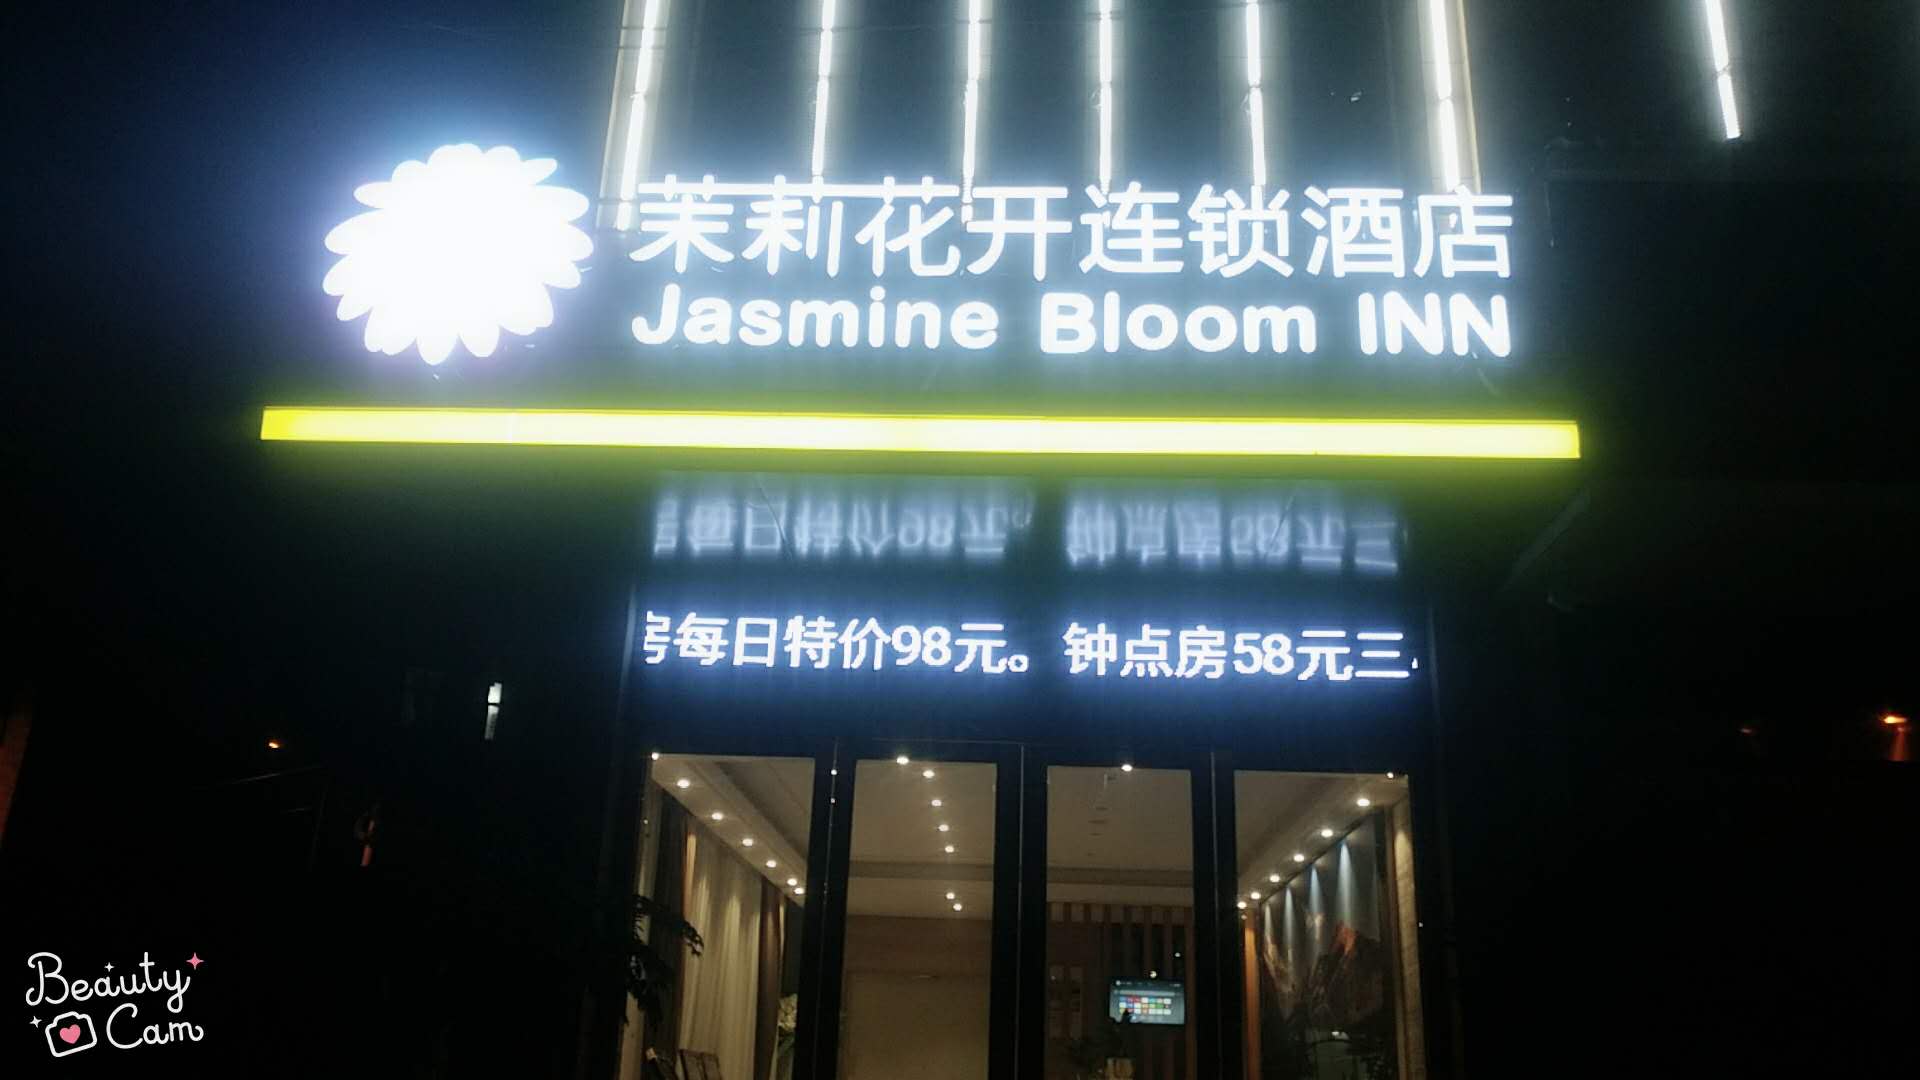 茉莉花开连锁酒店
Jasmine Bloom INN
每日特价98元。 钟点房58元三
Beauty
Cam